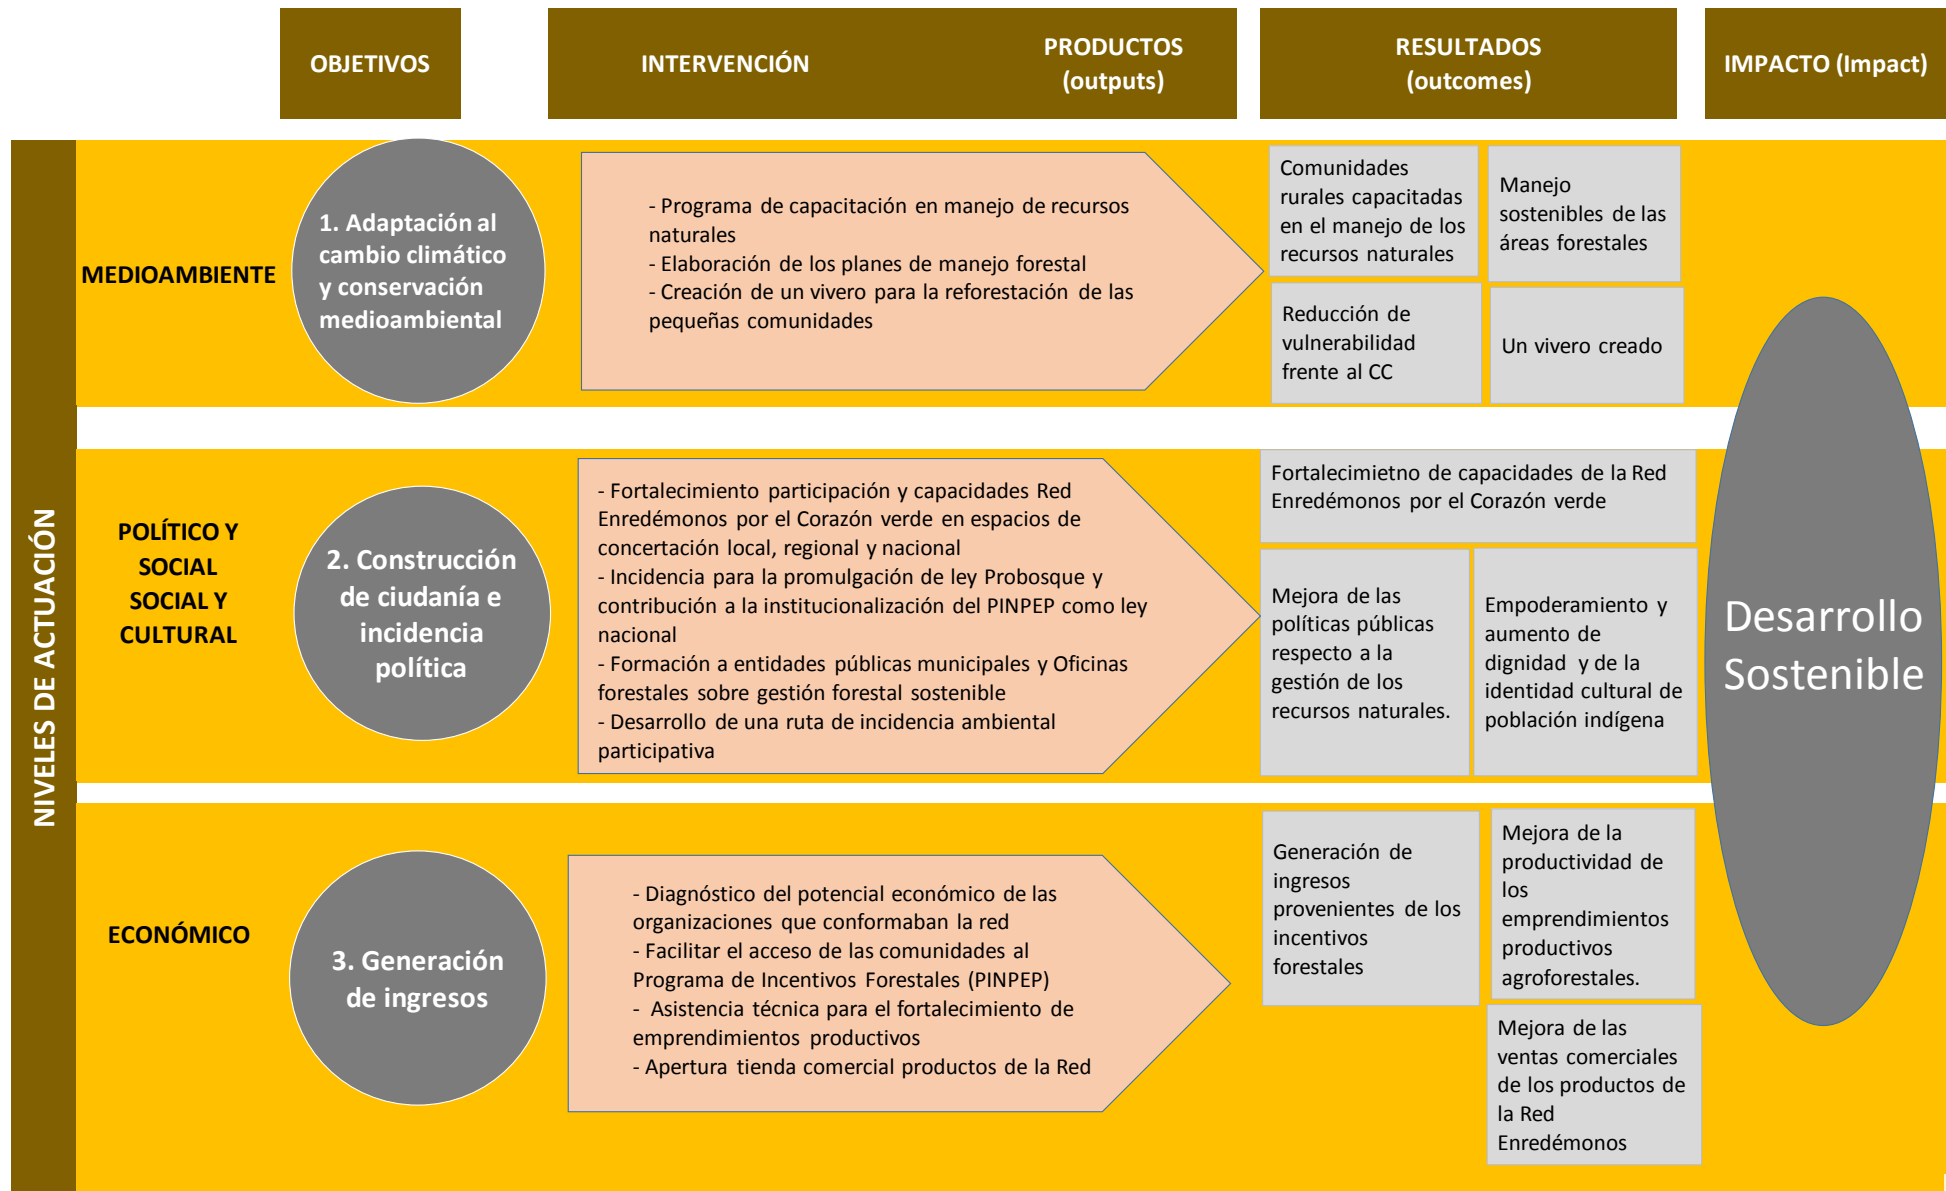 OBJETIVOS
INTERVENCIÓN
PRODUCTOS
(outputs)
RESULTADOS
(outcomes)
IMPACTO (Impact)
NIVELES DE ACTUACIÓN
MEDIOAMBIENTE
1. Adaptación al
cambio climático
y conservación
medioambiental
- Programa de capacitación en manejo de recursos
naturales
- Elaboración de los planes de manejo forestal
- Creación de un vivero para la reforestación de las
pequeñas comunidades
Comunidades
rurales capacitadas
en el manejo de los
recursos naturales
Manejo
sostenibles de las
áreas forestales
Reducción de
vulnerabilidad
frente al CC
Un vivero creado
POLÍTICO Y
SOCIAL
SOCIAL Y
CULTURAL
2. Construcción
de ciudanía e
incidencia
política
- Fortalecimiento participación y capacidades Red
Enredémonos por el Corazón verde en espacios de
concertación local, regional y nacional
- Incidencia para la promulgación de ley Probosque y
contribución a la institucionalización del PINPEP como ley
nacional
- Formación a entidades públicas municipales y Oficinas
forestales sobre gestión forestal sostenible
- Desarrollo de una ruta de incidencia ambiental
participativa
Fortalecimietno de capacidades de la Red
Enredémonos por el Corazón verde
Mejora de las
políticas públicas
respecto a la
gestión de los
recursos naturales.
Empoderamiento y
aumento de
dignidad y de la
identidad cultural de
población indígena
Desarrollo
Sostenible
ECONÓMICO
3. Generación
de ingresos
- Diagnóstico del potencial económico de las
organizaciones que conformaban la red
- Facilitar el acceso de las comunidades al
Programa de Incentivos Forestales (PINPEP)
- Asistencia técnica para el fortalecimiento de
emprendimientos productivos
- Apertura tienda comercial productos de la Red
Generación de
ingresos
provenientes de los
incentivos
forestales
Mejora de la
productividad de
los
emprendimientos
productivos
agroforestales.
Mejora de las
ventas comerciales
de los productos de
la Red
Enredémonos